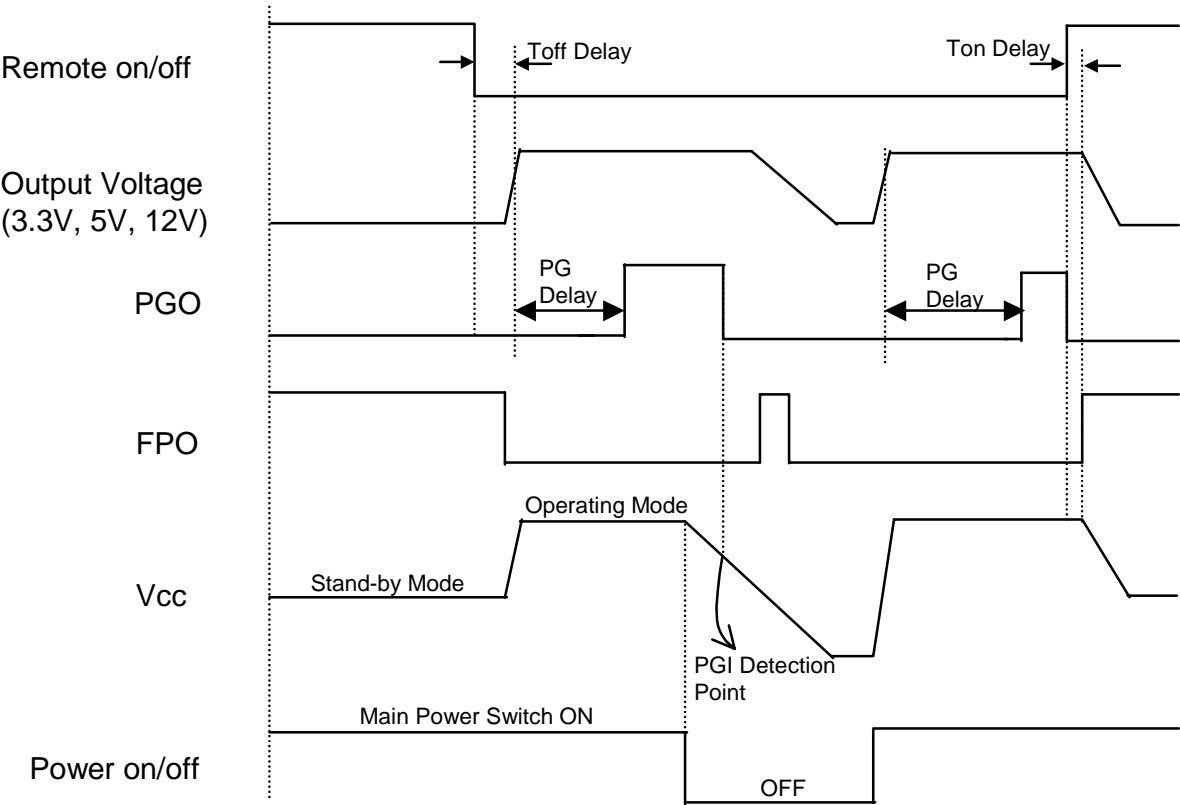 Remote on/off
Toff Delay
Ton Delay
Output Voltage
(3.3V, 5V, 12V)
PGO
PG
Delay
PG
Delay
FPO
Operating Mode
Vcc
Stand-by Mode
PGI Detection
Point
Main Power Switch ON
Power on/off
OFF